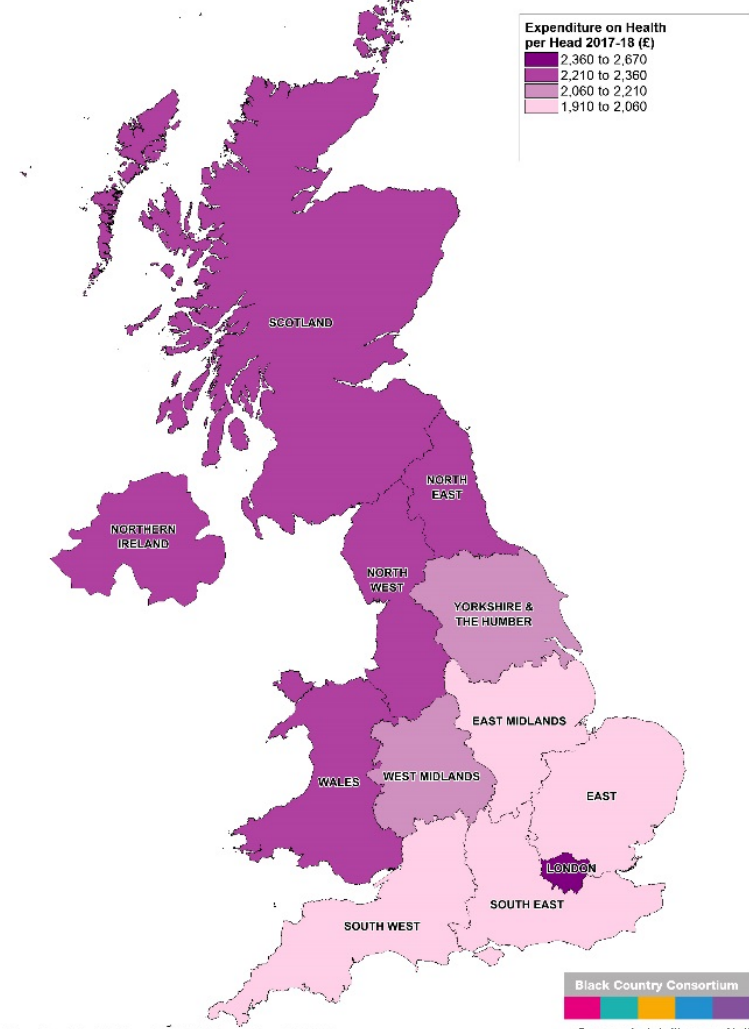 Expenditure on Health
per Head 2017-18 (£)
2,360 to 2,670
2,210 to 2,360
2,060 to 2,210
1,910 to 2,060
SCOTLAND
NORTH
EAST
NORTHERN
IRELAND
NORTH
WEST
YORKSHIRE &
THE HUMBER
EAST MIDLANDS
WALES
WEST MIDLANDS
EAST
LONDON
SOUTH EAST
SOUTH WEST
Black Country Consortium